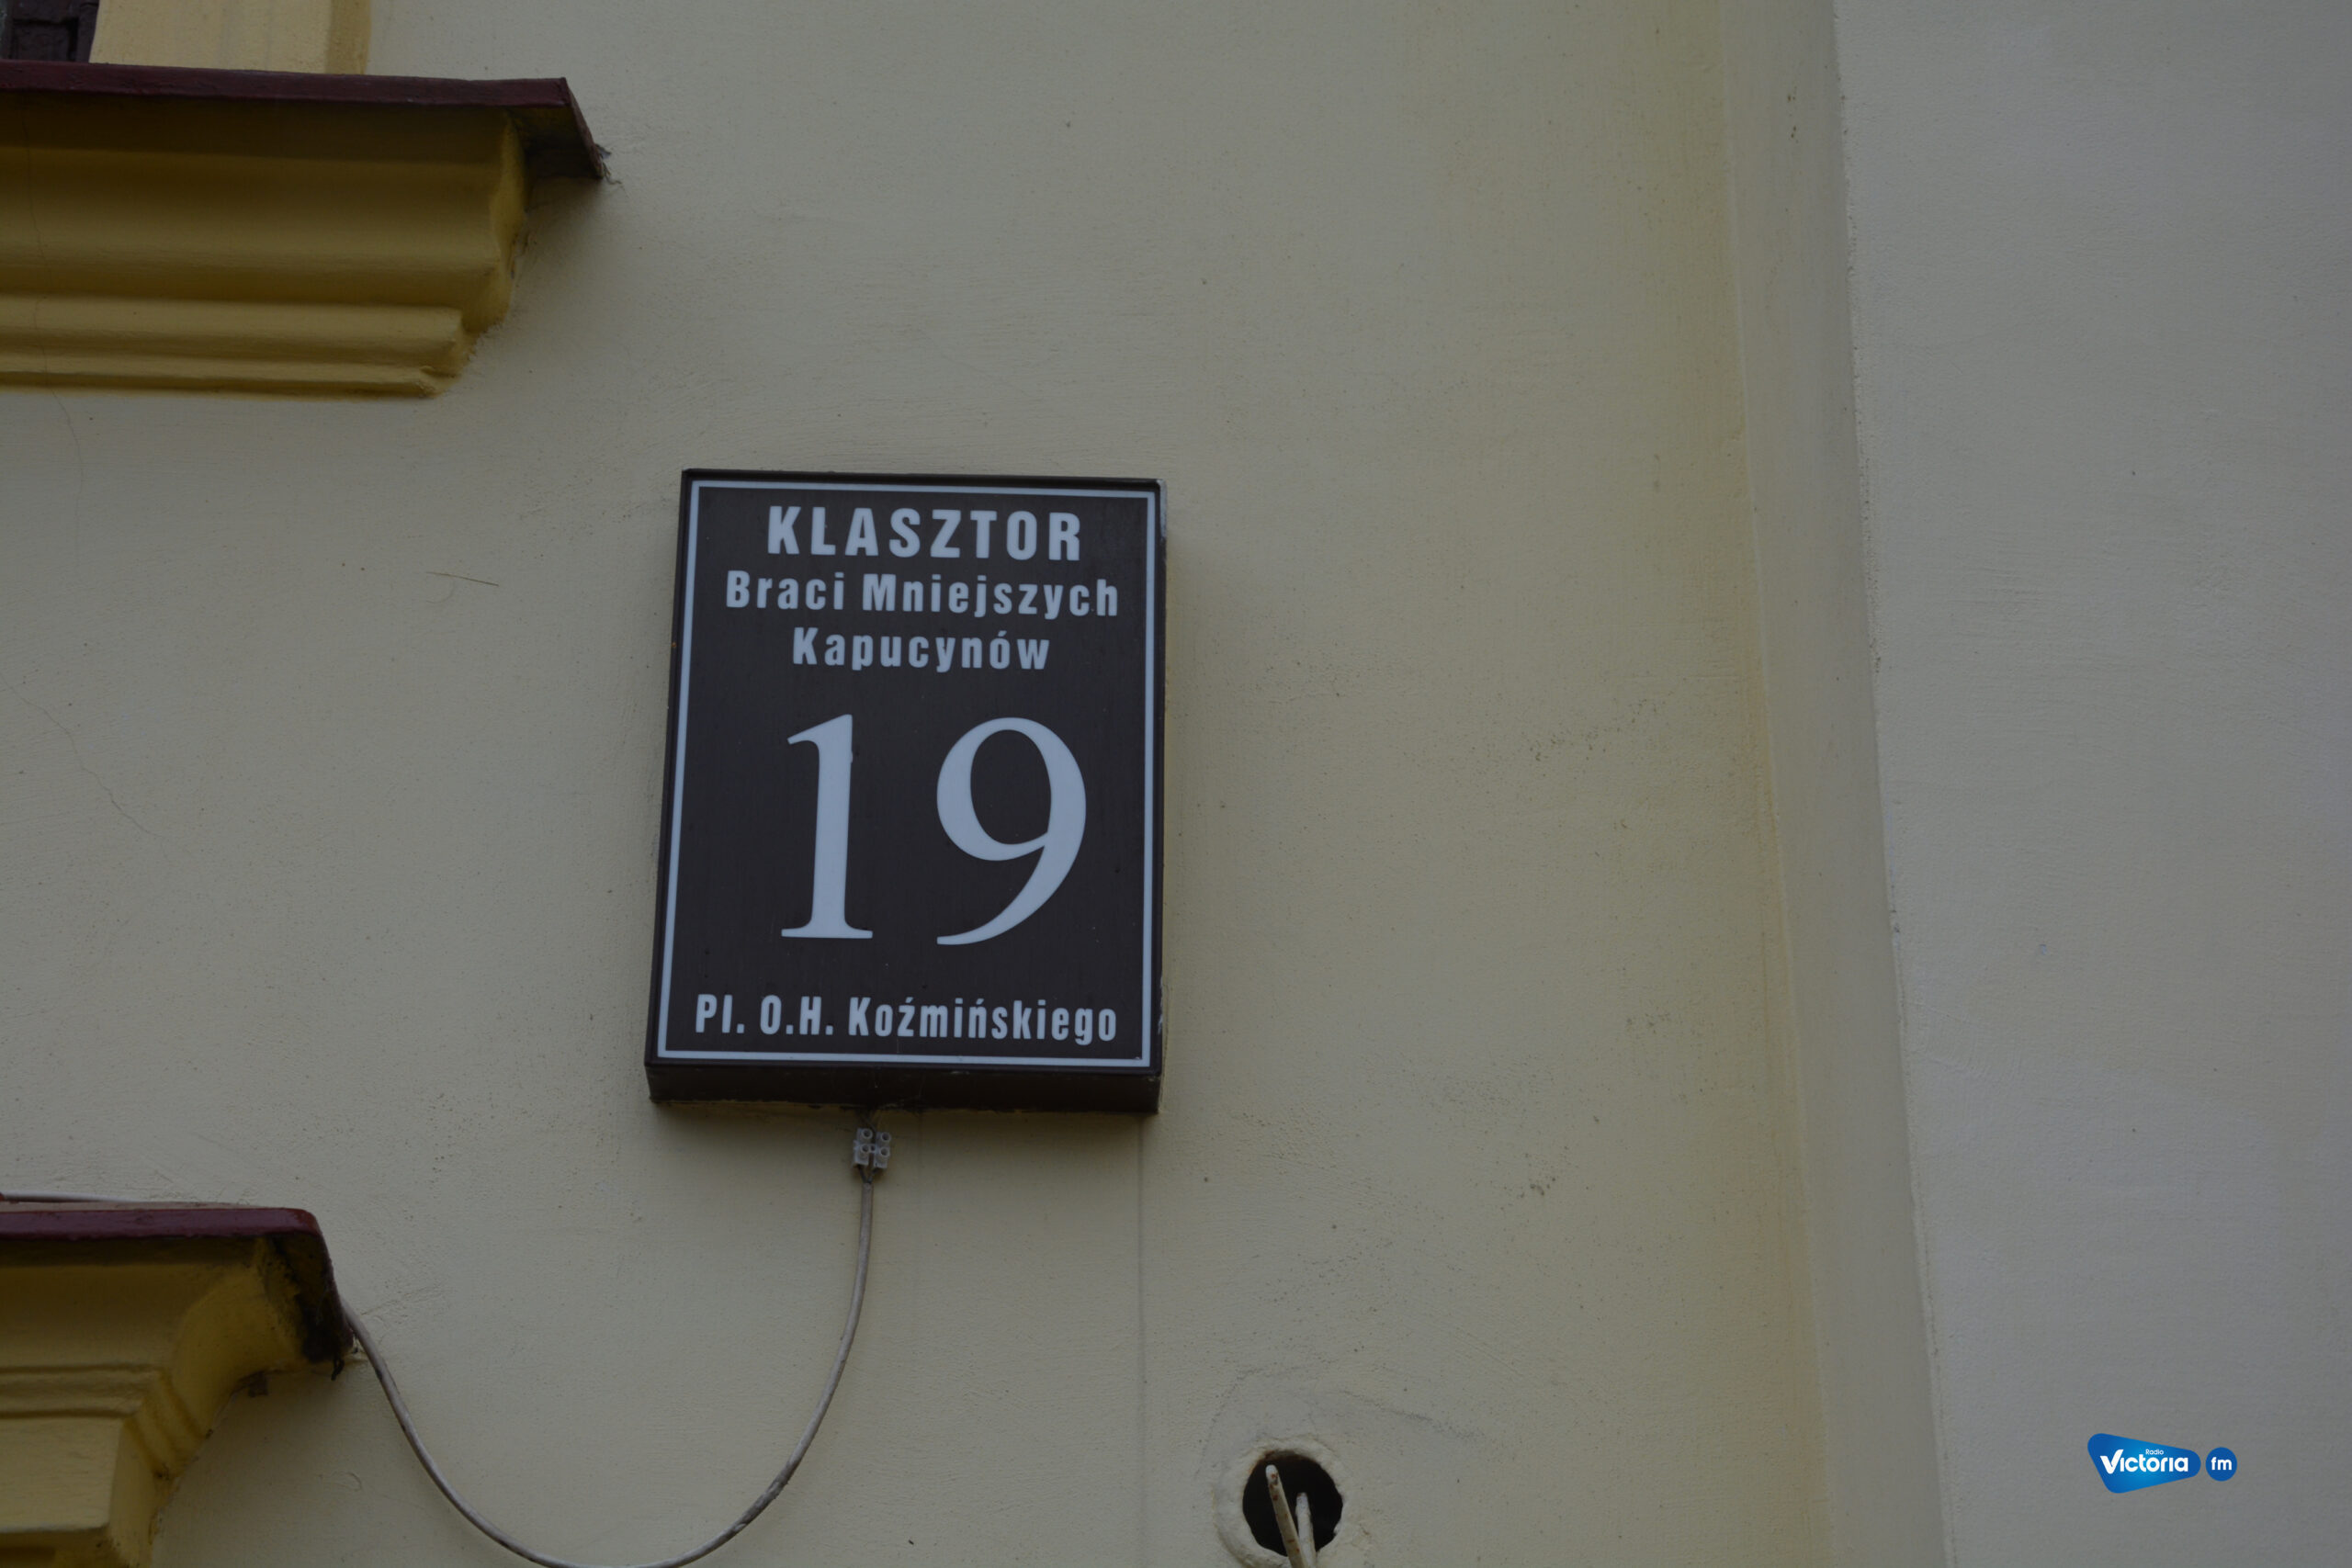 KLASZTOR
Braci Mniejszych
Kapucynów
19
Pl. O.H. Koźmińskiego
Radio
Victoria fm